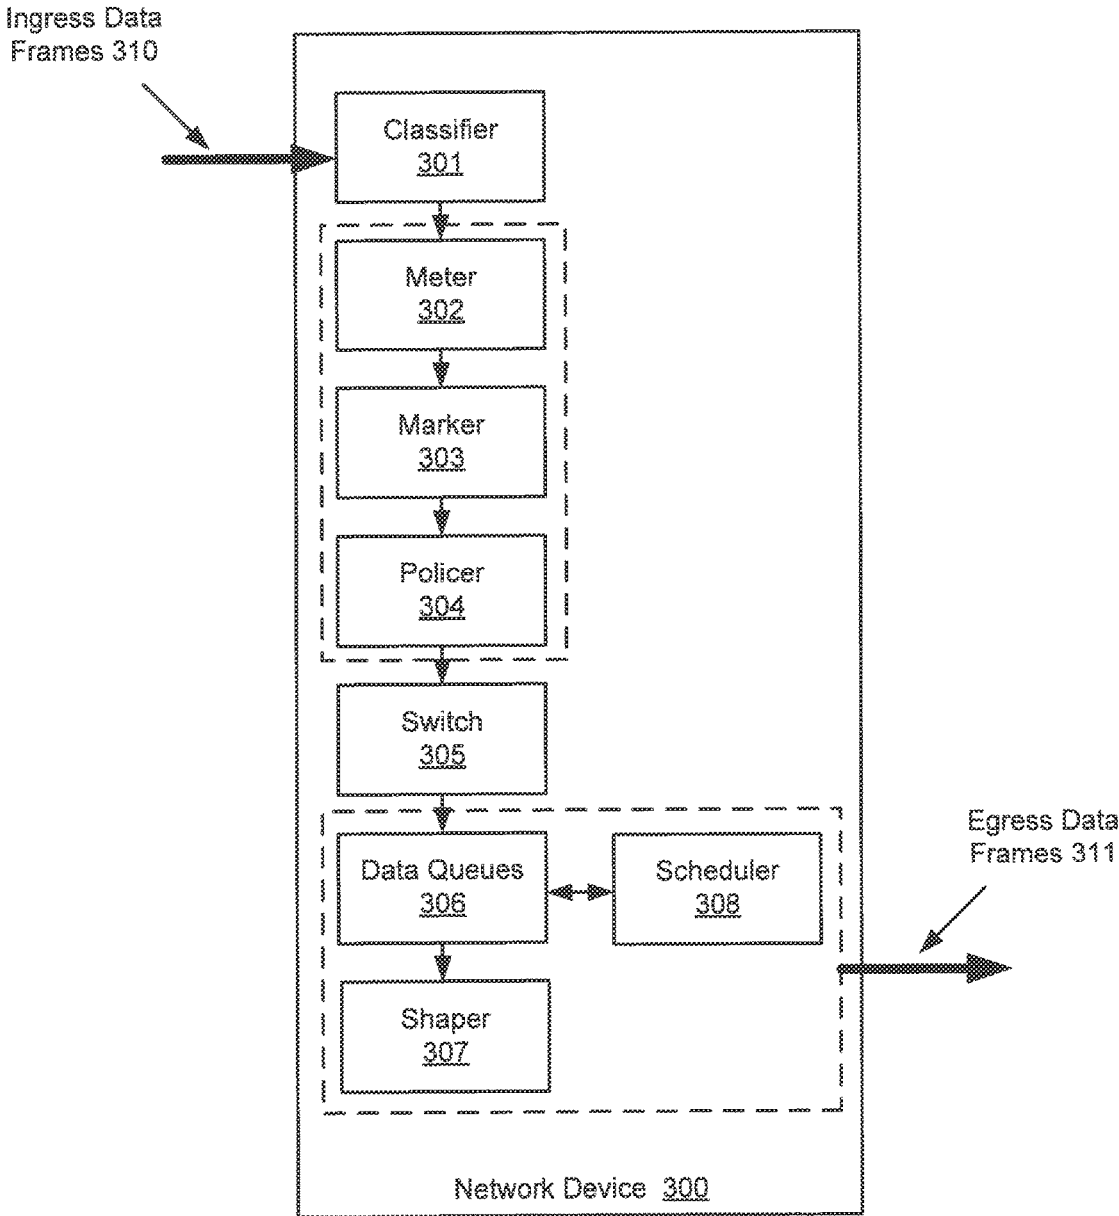 Ingress Data
Frames 310
Classifier
301
Meter
302
Marker
303
Policer
304
Switch
305
Data Queues
306
Scheduler
308
Shaper
307
Egress Data
Frames 311
Network Device 300